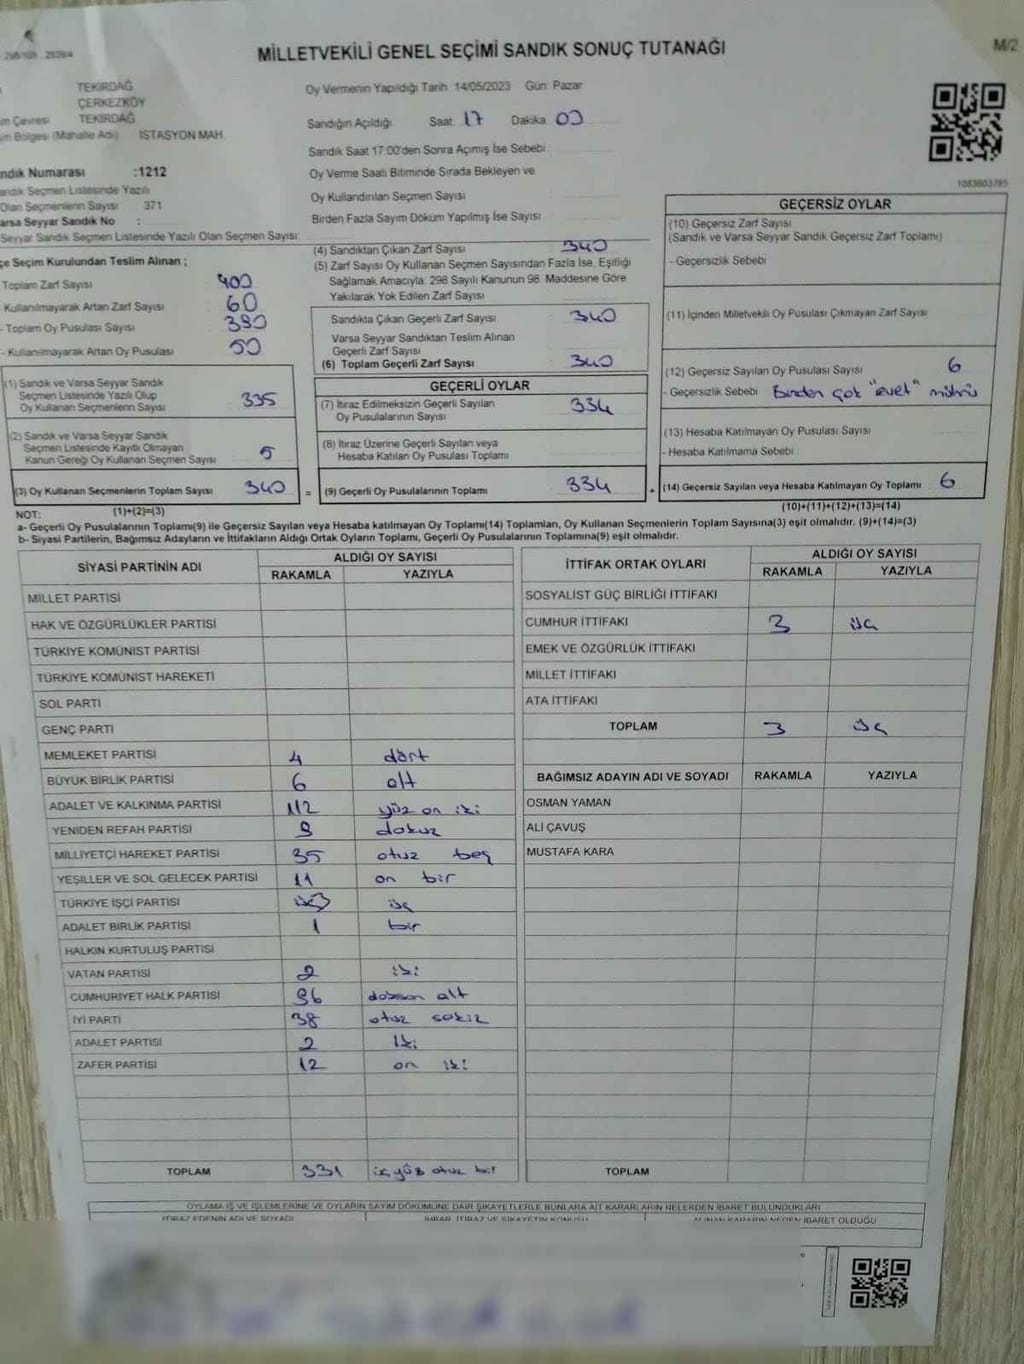 MİLLETVEKİLİ GENEL SEÇİMİ SANDIK SONUÇ TUTANAĞI
M/2
TEKİRDAĞ
ÇERKEZKÖY
TEKİRDAĞ
Bölgesi (Mahalle Adı) İSTASYON MAH.
Oy Vermenin Yapıldığı Tarih 14/05/2023 Gün: Pazar
Sandığın Açıldığı Saat 17 Dakika 00
Sandık Saat 17:00'den Sonra Açımış İse Sebebi
Oy Verme Saati Bitiminde Sırada Bekleyen ve
Oy Kullandırılan Seçmen Sayısı
Birden Fazla Sayım Döküm Yapılmış İse Sayısı
1083803785
ndık Numarası :1212
andık Seçmen Listesinde Yazılı
Olan Seçmenlerin Sayısı 371
arsa Seyyar Sandık No :
Seyyar Sandık Seçmen Listesinde Yazılı Olan Seçmen Sayısı:
çe Seçim Kurulundan Teslim Alınan ;
Toplam Zarf Sayısı 400
Kullanılmayarak Artan Zarf Sayısı 60
- Toplam Oy Pusulası Sayısı 390
- Kullanılmayarak Artan Oy Pusulası 50
(1) Sandık ve Varsa Seyyar Sandık
Seçmen Listesinde Yazılı Olup
Oy Kullanan Seçmenlerin Sayısı 335
(2) Sandık ve Varsa Seyyar Sandık
Seçmen Listesinde Kayıtlı Olmayan
Kanun Gereği Oy Kullanan Seçmen Sayısı 5
(3) Oy Kullanan Seçmenlerin Toplam Sayısı 340 =
(4) Sandıktan Çıkan Zarf Sayısı 340
(5) Zarf Sayısı Oy Kullanan Seçmen Sayısından Fazla İse, Eşitliği
Sağlamak Amacıyla, 298 Sayılı Kanunun 98. Maddesine Göre
Yakılarak Yok Edilen Zarf Sayısı
Sandıkta Çıkan Geçerli Zarf Sayısı 340
Varsa Seyyar Sandıktan Teslim Alınan
Geçerli Zarf Sayısı
(6) Toplam Geçerli Zarf Sayısı 340
GEÇERLİ OYLAR
(7) İtiraz Edilmeksizin Geçerli Sayılan
Oy Pusulalarının Sayısı 334
(8) İtiraz Üzerine Geçerli Sayılan veya
Hesaba Katılan Oy Pusulası Toplamı
(9) Geçerli Oy Pusulalarının Toplamı 334
GEÇERSİZ OYLAR
(10) Geçersiz Zarf Sayısı
(Sandık ve Varsa Seyyar Sandık Geçersiz Zarf Toplamı)
- Geçersizlik Sebebi
(11) İçinden Milletvekili Oy Pusulası Çıkmayan Zarf Sayısı
(12) Geçersiz Sayılan Oy Pusulası Sayısı 6
- Geçersizlik Sebebi Birden çok "evet" mührü
(13) Hesaba Katılmayan Oy Pusulası Sayısı
- Hesaba Katılmama Sebebi
(14) Geçersiz Sayılan veya Hesaba Katılmayan Oy Toplamı 6
NOT: (1)+(2)=(3) (10)+(11)+(12)+(13)=(14)
a- Geçerli Oy Pusulalarının Toplamı(9) ile Geçersiz Sayılan veya Hesaba katılmayan Oy Toplamı(14) Toplamları, Oy Kullanan Seçmenlerin Toplam Sayısına(3) eşit olmalıdır. (9)+(14)=(3)
b- Siyasi Partilerin, Bağımsız Adayların ve İttifakların Aldığı Ortak Oyların Toplamı, Geçerli Oy Pusulalarının Toplamına(9) eşit olmalıdır.
SİYASİ PARTİNİN ADI ALDIĞI OY SAYISI
RAKAMLA YAZIYLA
MİLLET PARTİSİ
HAK VE ÖZGÜRLÜKLER PARTİSİ
TÜRKİYE KOMÜNİST PARTİSİ
TÜRKİYE KOMÜNİST HAREKETİ
SOL PARTİ
GENÇ PARTİ
MEMLEKET PARTİSİ 4 dört
BÜYÜK BİRLİK PARTİSİ 6 altı
ADALET VE KALKINMA PARTİSİ 112 yüz on iki
YENİDEN REFAH PARTİSİ 9 dokuz
MİLLİYETÇİ HAREKET PARTİSİ 35 otuz beş
YEŞİLLER VE SOL GELECEK PARTİSİ 11 on bir
TÜRKİYE İŞÇİ PARTİSİ 3 üç
ADALET BİRLİK PARTİSİ 1 bir
HALKIN KURTULUŞ PARTİSİ
VATAN PARTİSİ 2 iki
CUMHURİYET HALK PARTİSİ 96 doksan altı
İYİ PARTİ 38 otuz sekiz
ADALET PARTİSİ 2 iki
ZAFER PARTİSİ 12 on iki
TOPLAM 331 üç yüz otuz bir
İTTİFAK ORTAK OYLARI ALDIĞI OY SAYISI
RAKAMLA YAZIYLA
SOSYALİST GÜÇ BİRLİĞİ İTTİFAKI
CUMHUR İTTİFAKI 3 üç
EMEK VE ÖZGÜRLÜK İTTİFAKI
MİLLET İTTİFAKI
ATA İTTİFAKI
TOPLAM 3 üç
BAĞIMSIZ ADAYIN ADI VE SOYADI RAKAMLA YAZIYLA
OSMAN YAMAN
ALİ ÇAVUŞ
MUSTAFA KARA
TOPLAM
OYLAMA İŞ VE İŞLEMLERİNE VE OYLARIN SAYIM DÖKÜMÜNE DAİR ŞİKAYETLERLE BUNLARA AİT KARARLARIN NELERDEN İBARET BULUNDUKLARI
İTİRAZ EDENİN ADI VE SOYADI İHBAR, İTİRAZ VE ŞİKAYETİN KONUSU ALINAN KARARIN NEDEN İBARET OLDUĞU